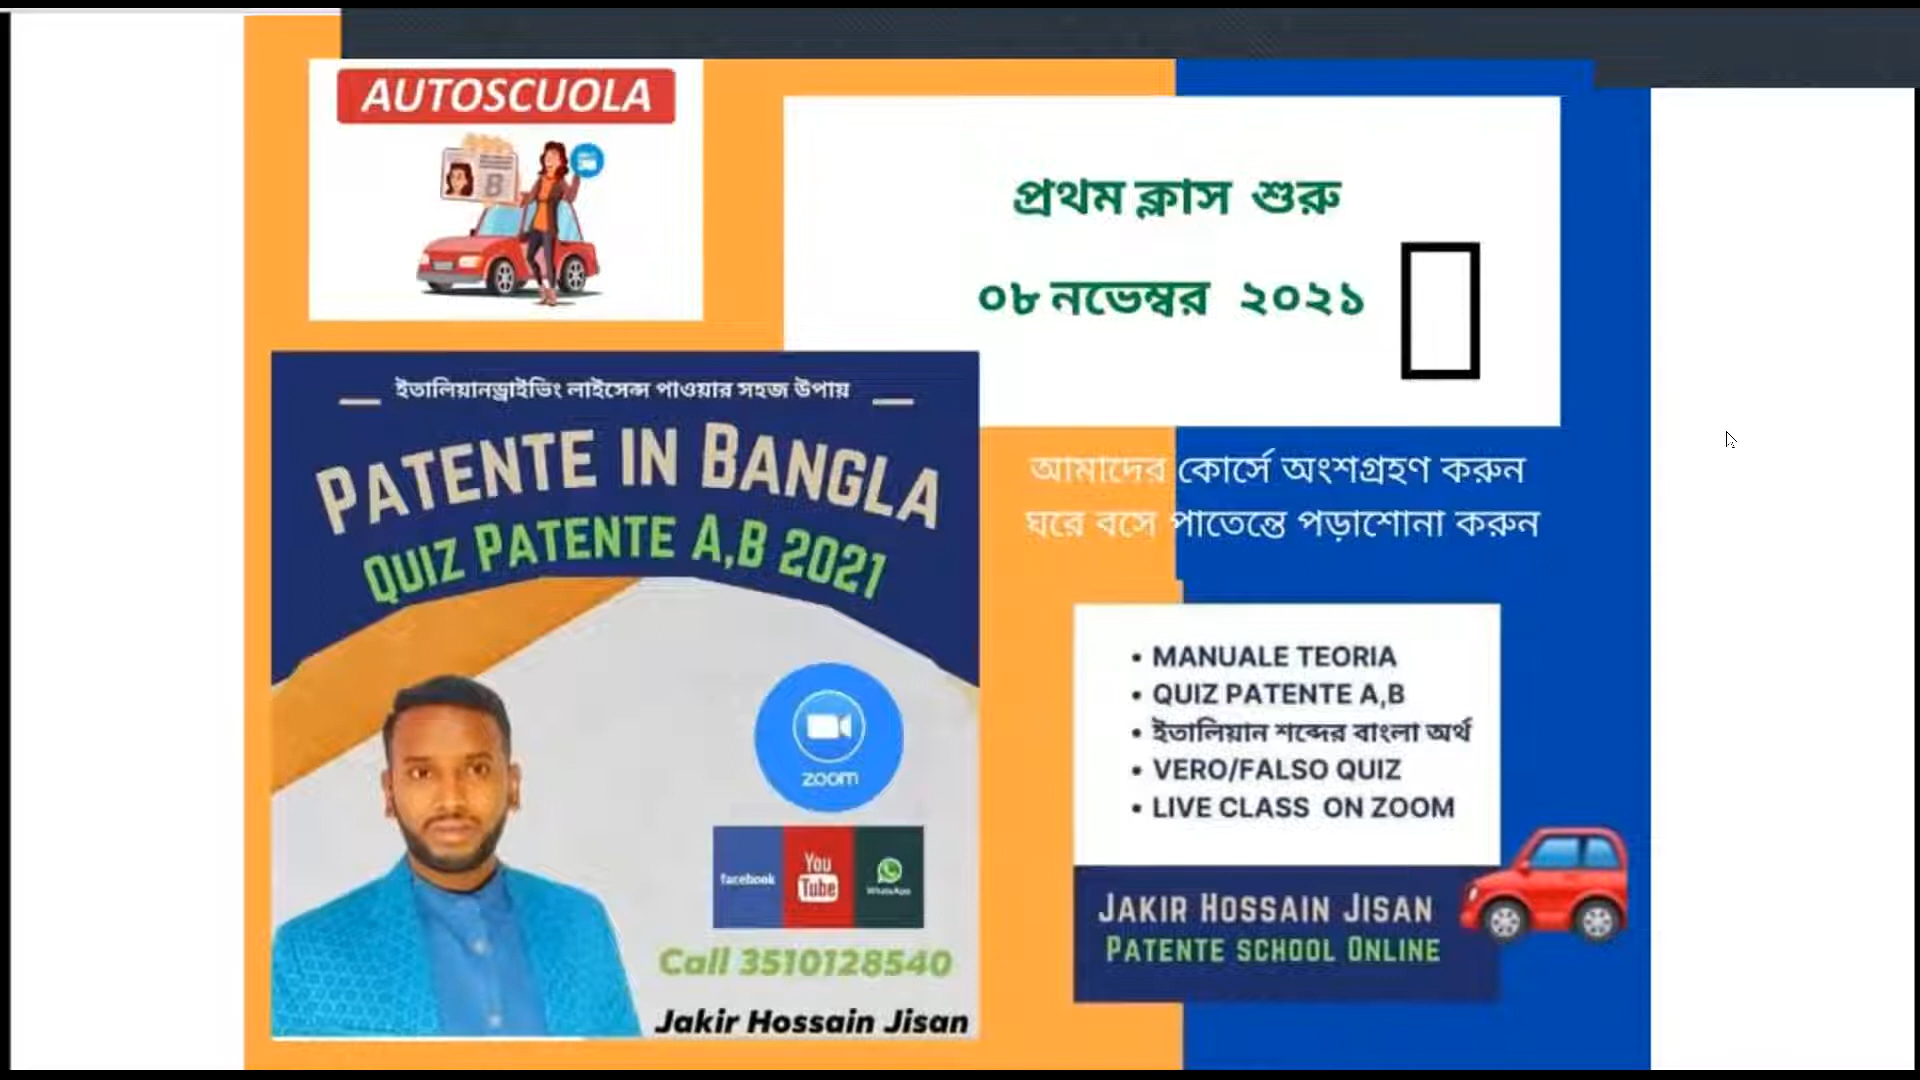 AUTOSCUOLA
B
প্রথম ক্লাস শুরু
০৮ নভেম্বর ২০২১
ইতালিয়ানড্রাইভিং লাইসেন্স পাওয়ার সহজ উপায়
PATENTE IN BANGLA
QUIZ PATENTE A,B 2021
zoom
facebook
You
Tube
WhatsApp
Call 3510128540
Jakir Hossain Jisan
আমাদের কোর্সে অংশগ্রহণ করুন
ঘরে বসে পাতেন্তে পড়াশোনা করুন
• MANUALE TEORIA
• QUIZ PATENTE A,B
• ইতালিয়ান শব্দের বাংলা অর্থ
• VERO/FALSO QUIZ
• LIVE CLASS ON ZOOM
JAKIR HOSSAIN JISAN
PATENTE SCHOOL ONLINE